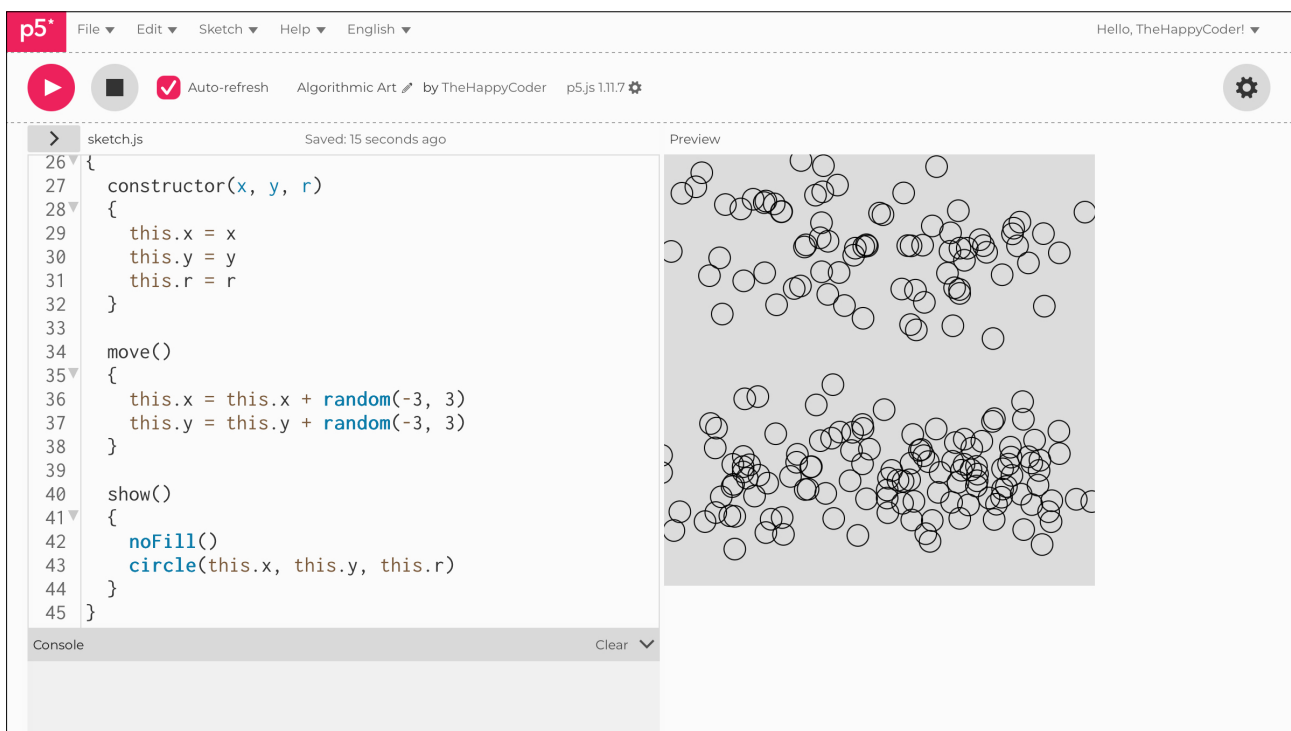 p5* File Edit Sketch Help English Hello, TheHappyCoder!
Auto-refresh Algorithmic Art by TheHappyCoder p5.js 1.11.7
sketch.js Saved: 15 seconds ago Preview
26 {
27 constructor(x, y, r)
28 {
29 this.x = x
30 this.y = y
31 this.r = r
32 }
33
34 move()
35 {
36 this.x = this.x + random(-3, 3)
37 this.y = this.y + random(-3, 3)
38 }
39
40 show()
41 {
42 noFill()
43 circle(this.x, this.y, this.r)
44 }
45 }
Console Clear